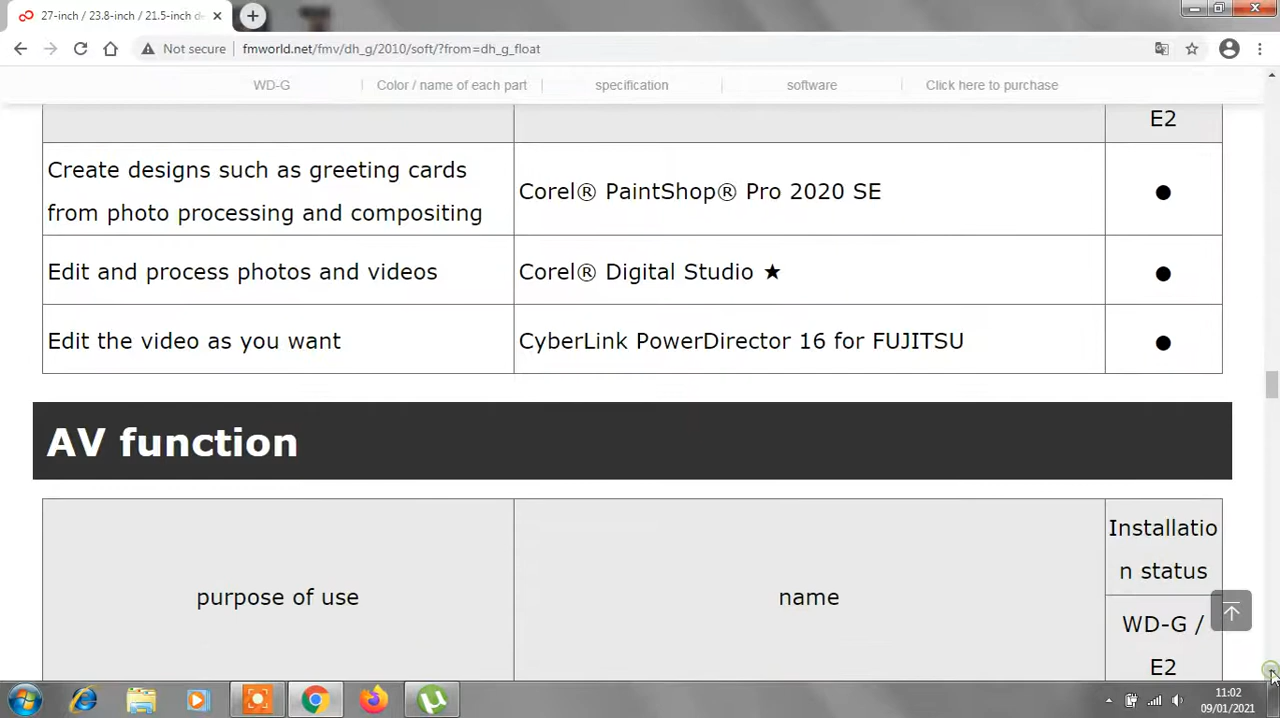 27-inch / 23.8-inch / 21.5-inch de
Not secure fmworld.net/fmv/dh_g/2010/soft/?from=dh_g_float
WD-G Color / name of each part specification software Click here to purchase
E2
Create designs such as greeting cards
from photo processing and compositing
Corel® PaintShop® Pro 2020 SE ●
Edit and process photos and videos Corel® Digital Studio ★ ●
Edit the video as you want CyberLink PowerDirector 16 for FUJITSU ●
AV function
purpose of use name
Installatio
n status
WD-G /
E2
11:02
09/01/2021